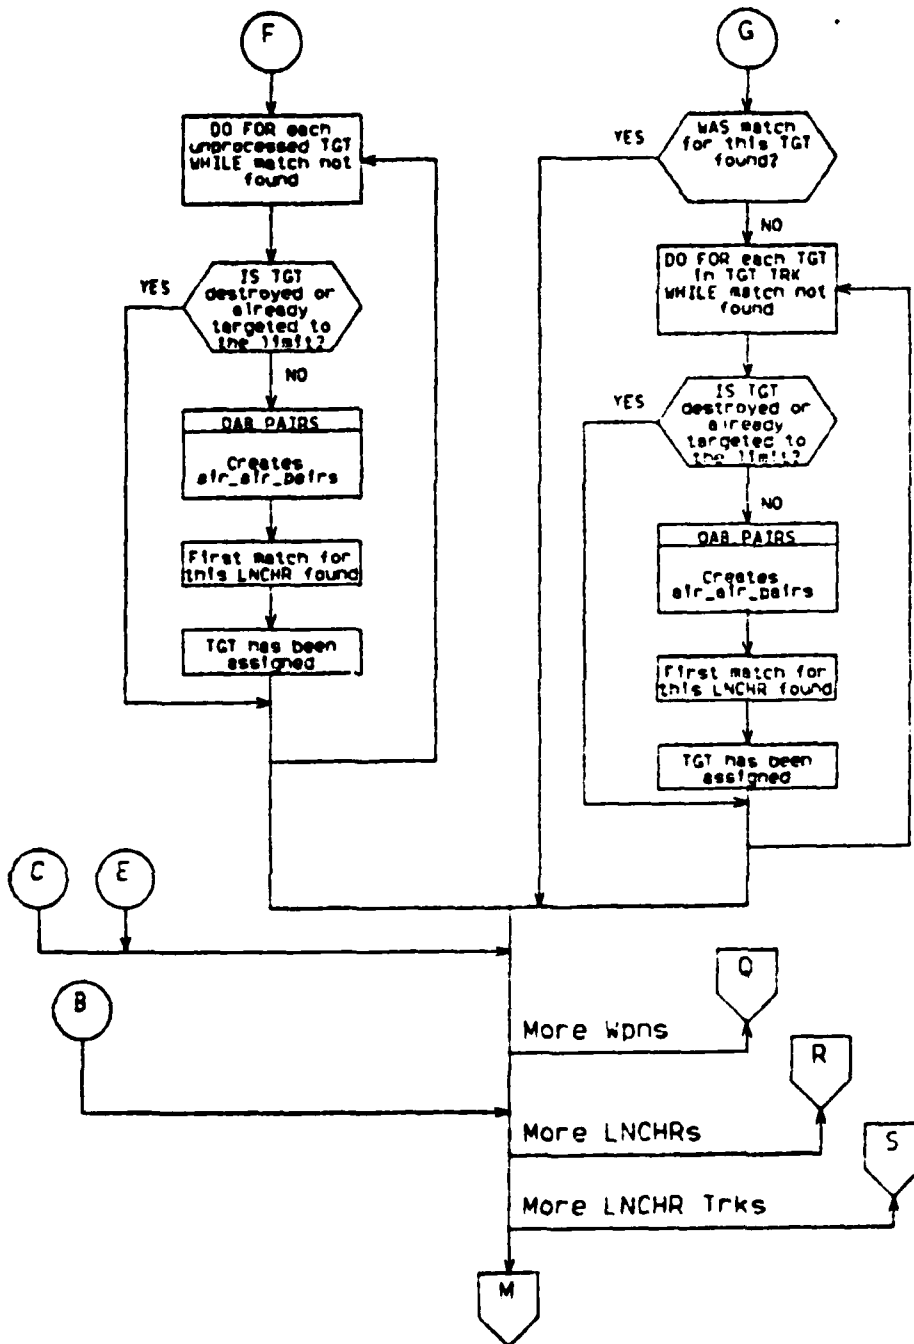 F
DO FOR each
unprocessed TGT
WHILE match not
found
YES
IS TGT
destroyed or
already
targeted to
the limit?
NO
OAB PAIRS
Creates
air_air_pairs
First match for
this LNCHR found
TGT has been
assigned
G
YES
WAS match
for this TGT
found?
NO
DO FOR each TGT
in TGT TRK
WHILE match not
found
YES
IS TGT
destroyed or
already
targeted to
the limit?
NO
OAB PAIRS
Creates
air_air_pairs
First match for
this LNCHR found
TGT has been
assigned
C
E
B
Q
More Wpns
R
More LNCHRs
S
More LNCHR Trks
M